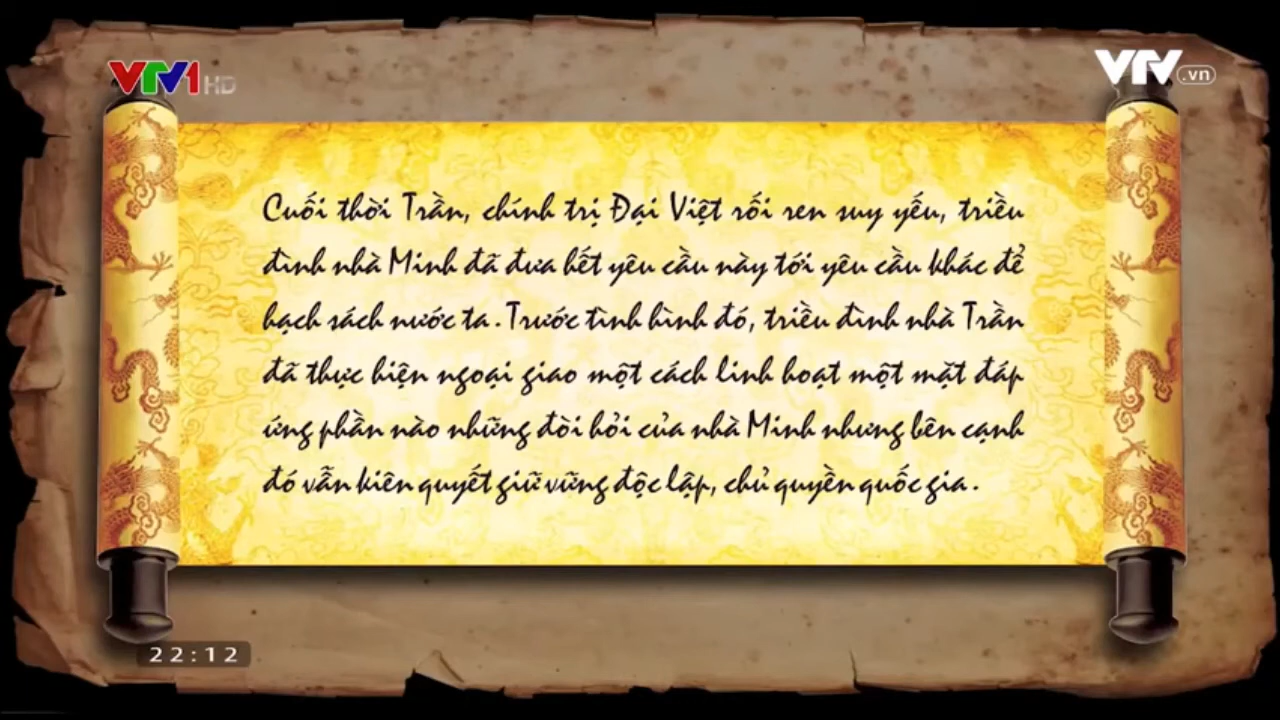 VTV1 HD
VTV.vn
Cuối thời Trần, chính trị Đại Việt rối ren suy yếu, triều
đình nhà Minh đã đưa hết yêu cầu này tới yêu cầu khác để
hạch sách nước ta. Trước tình hình đó, triều đình nhà Trần
đã thực hiện ngoại giao một cách linh hoạt một mặt đáp
ứng phần nào những đòi hỏi của nhà Minh nhưng bên cạnh
đó vẫn kiên quyết giữ vững độc lập, chủ quyền quốc gia.
22:12